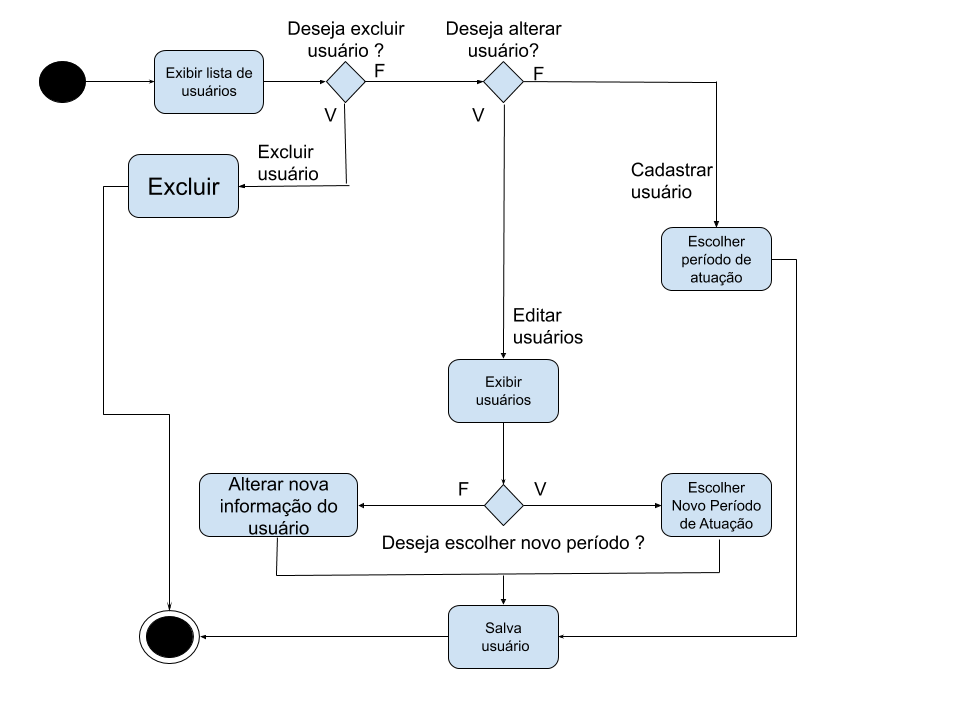 Deseja excluir
usuário ?
Deseja alterar
usuário?
Exibir lista de
usuários
F
F
V
V
Excluir
usuário
Excluir
Cadastrar
usuário
Escolher
período de
atuação
Editar
usuários
Exibir
usuários
Alterar nova
informação do
usuário
F
V
Escolher
Novo Período
de Atuação
Deseja escolher novo período ?
Salva
usuário